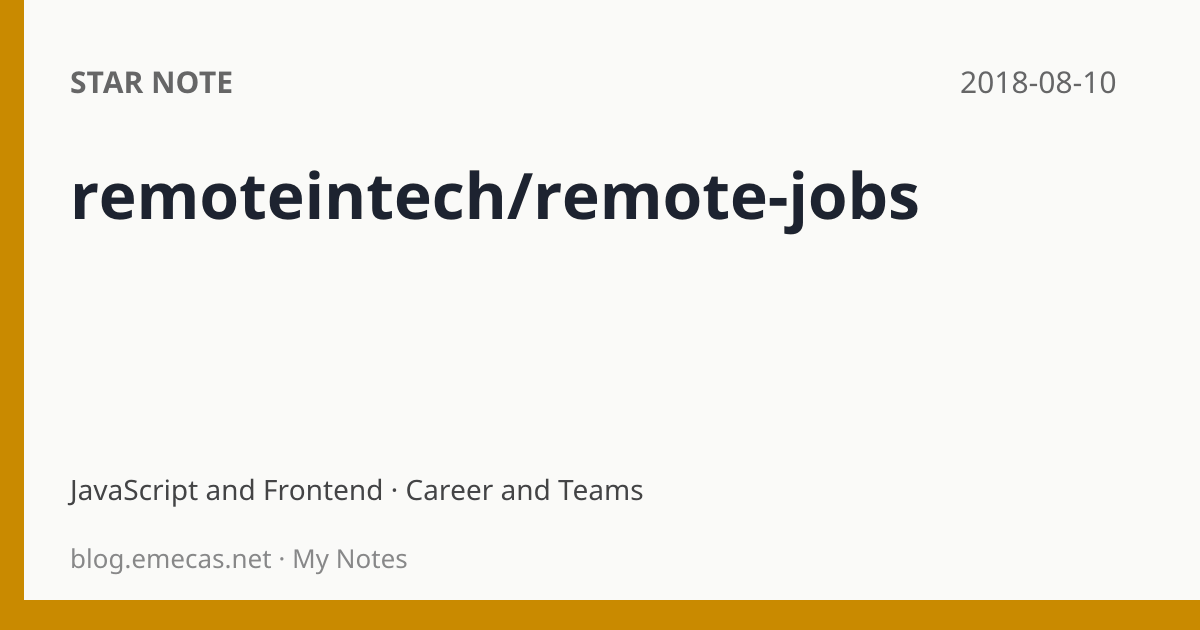 STAR NOTE
2018-08-10
remoteintech/remote-jobs
JavaScript and Frontend · Career and Teams
blog.emecas.net · My Notes